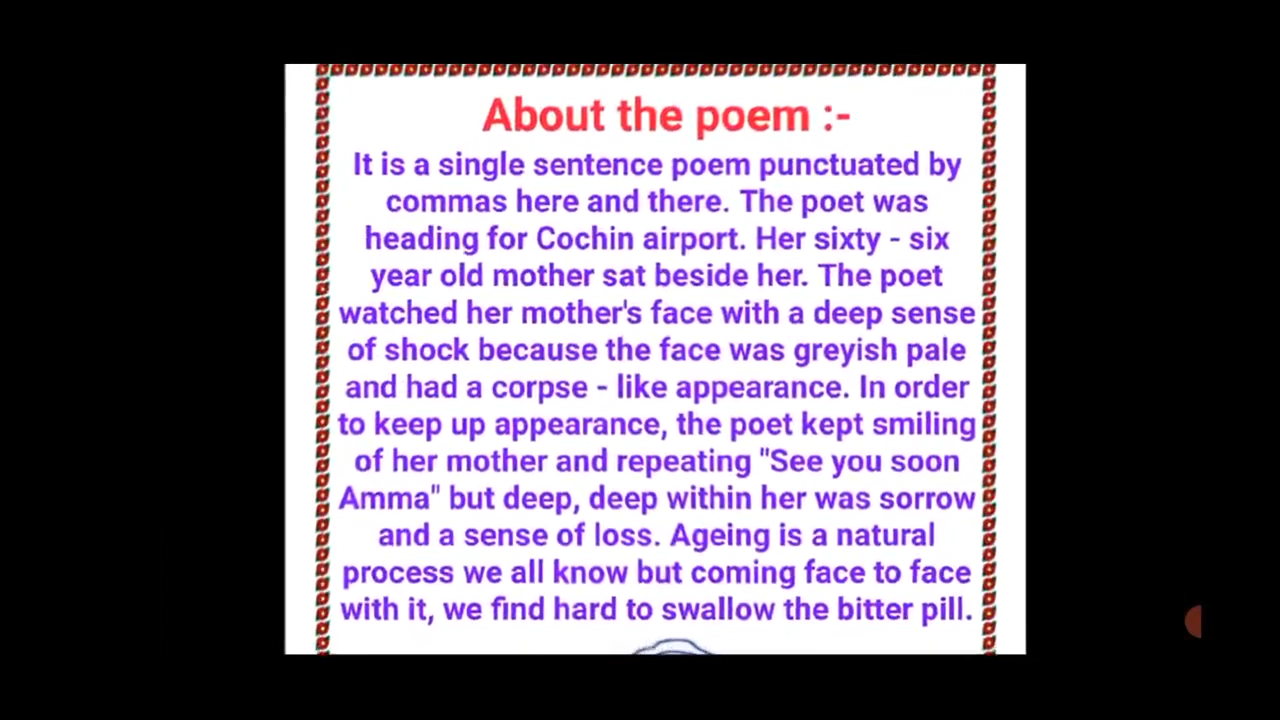 About the poem :-
It is a single sentence poem punctuated by
commas here and there. The poet was
heading for Cochin airport. Her sixty - six
year old mother sat beside her. The poet
watched her mother's face with a deep sense
of shock because the face was greyish pale
and had a corpse - like appearance. In order
to keep up appearance, the poet kept smiling
of her mother and repeating "See you soon
Amma" but deep, deep within her was sorrow
and a sense of loss. Ageing is a natural
process we all know but coming face to face
with it, we find hard to swallow the bitter pill.